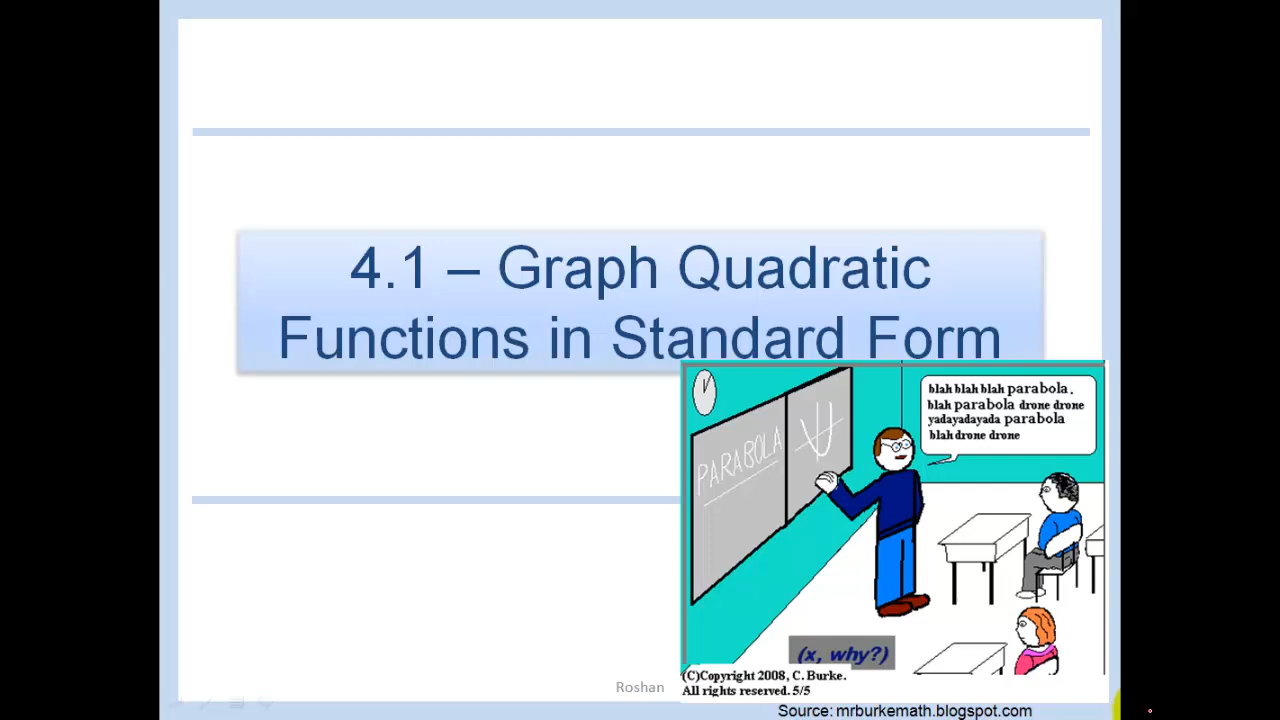 4.1 – Graph Quadratic
Functions in Standard Form
blah blah blah parabola,
blah parabola drone drone
yadayadayada parabola
blah drone drone
PARABOLA
(x, why?)
(C)Copyright 2008, C. Burke.
All rights reserved. 5/5
Roshan
Source: mrburkemath.blogspot.com